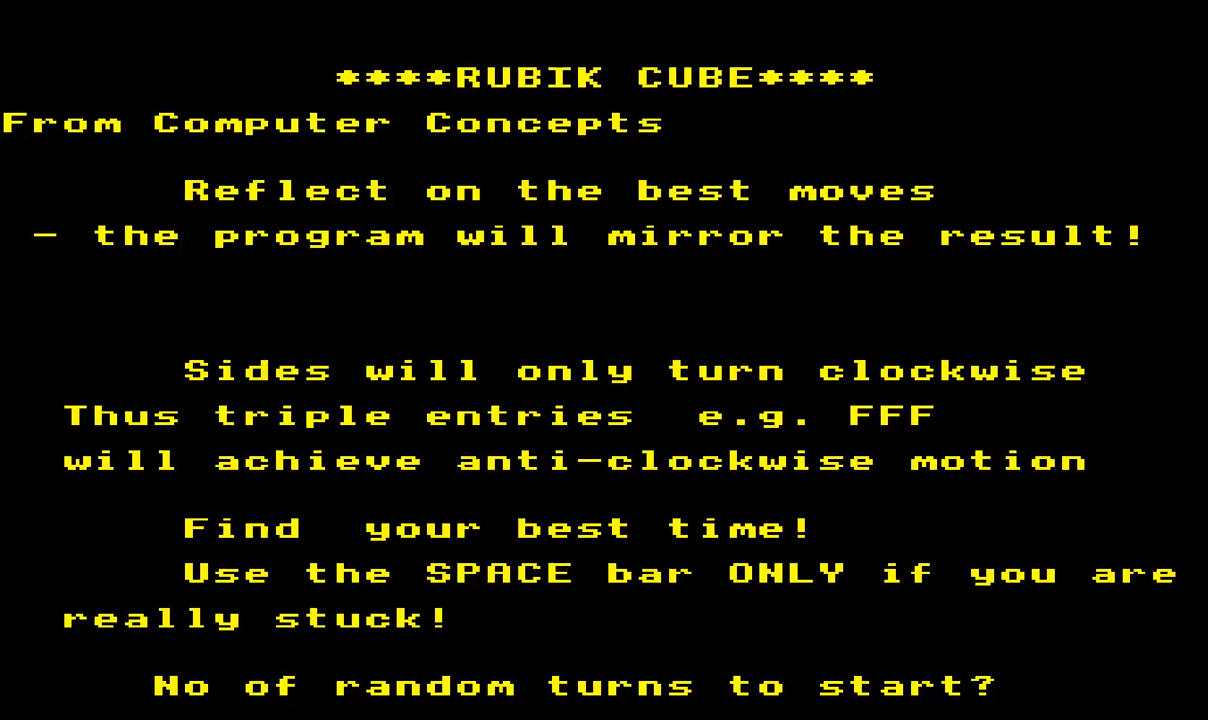 ****RUBIK CUBE****
From Computer Concepts
Reflect on the best moves
- the program will mirror the result!
Sides will only turn clockwise
Thus triple entries  e.g. FFF
will achieve anti-clockwise motion
Find  your best time!
Use the SPACE bar ONLY if you are
really stuck!
No of random turns to start?